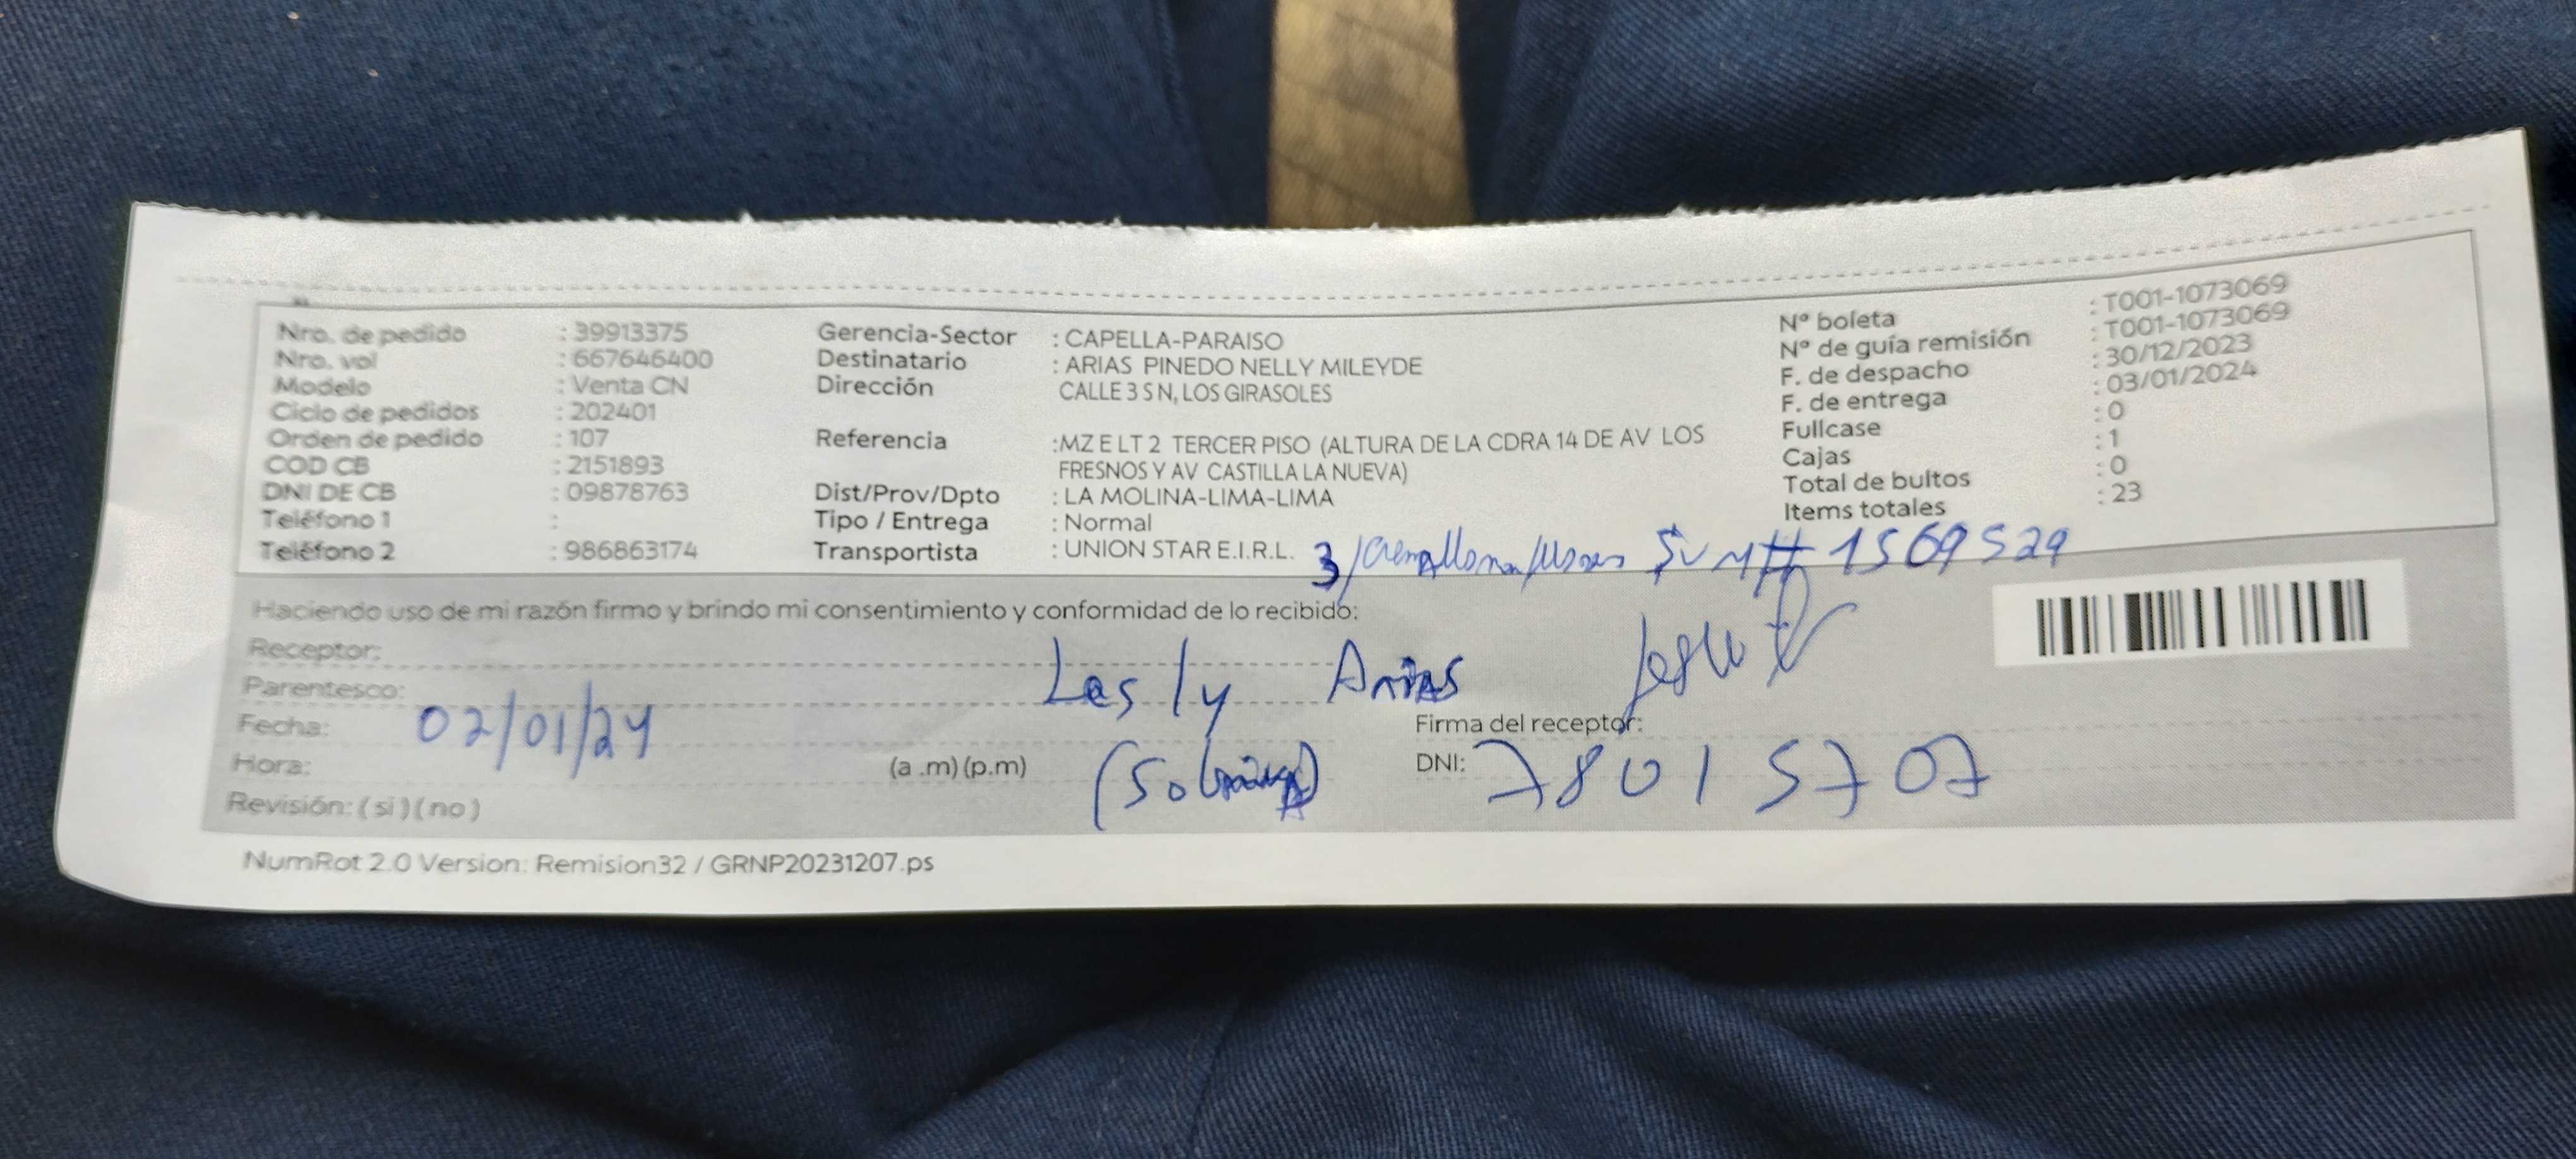 Nro. de pedido : 39913375
Nro. vol : 667646400
Modelo : Venta CN
Ciclo de pedidos : 202401
Orden de pedido : 107
COD CB : 2151893
DNI DE CB : 09878763
Teléfono 1 :
Teléfono 2 : 986863174
Gerencia-Sector : CAPELLA-PARAISO
Destinatario : ARIAS PINEDO NELLY MILEYDE
Dirección CALLE 3 S N, LOS GIRASOLES
Referencia :MZ E LT 2 TERCER PISO (ALTURA DE LA CDRA 14 DE AV LOS
FRESNOS Y AV CASTILLA LA NUEVA)
Dist/Prov/Dpto : LA MOLINA-LIMA-LIMA
Tipo / Entrega : Normal
Transportista : UNION STAR E.I.R.L.
Nº boleta : T001-1073069
Nº de guía remisión : T001-1073069
F. de despacho : 30/12/2023
F. de entrega : 03/01/2024
Fullcase : 0
Cajas : 1
Total de bultos : 0
Items totales : 23
3/ # 1569529
Haciendo uso de mi razón firmo y brindo mi consentimiento y conformidad de lo recibido:
Receptor: Lesly Arias
Parentesco: (Sobrina)
Fecha: 02/01/24
Hora: (a .m) (p.m)
Revisión: ( si ) ( no )
Firma del receptor:
DNI: 78015707
NumRot 2.0 Version: Remision32 / GRNP20231207.ps